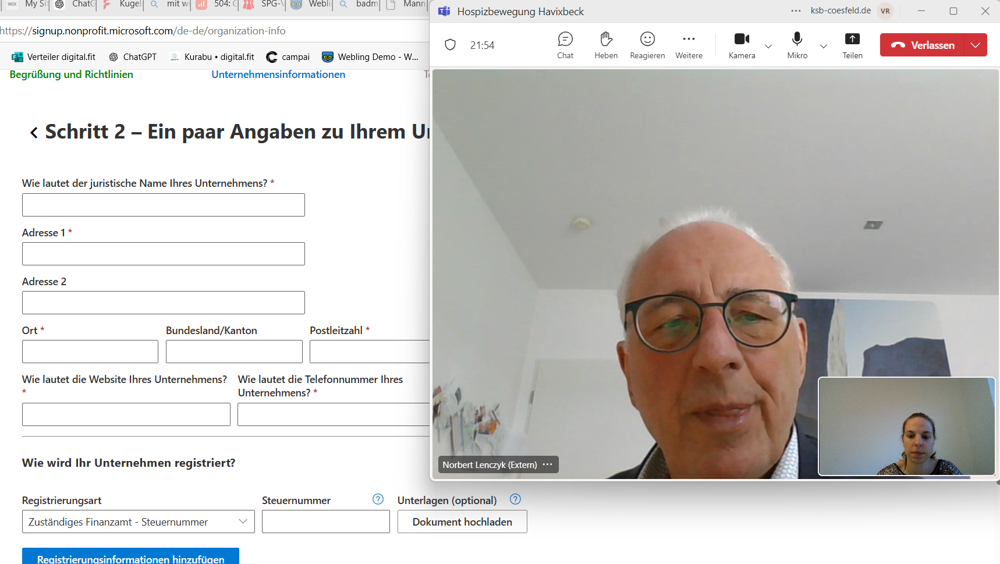 My Si
ChatG
Kugel
mit w
504: G
SPG-V
Webli
badm
Mann
https://signup.nonprofit.microsoft.com/de-de/organization-info
Verteiler digital.fit
ChatGPT
Kurabu • digital.fit
campai
Webling Demo - W...
Begrüßung und Richtlinien
Unternehmensinformationen
Schritt 2 – Ein paar Angaben zu Ihrem Un
Wie lautet der juristische Name Ihres Unternehmens? *
Adresse 1 *
Adresse 2
Ort *
Bundesland/Kanton
Postleitzahl *
Wie lautet die Website Ihres Unternehmens?
*
Wie lautet die Telefonnummer Ihres
Unternehmens? *
Wie wird Ihr Unternehmen registriert?
Registrierungsart
Steuernummer
Unterlagen (optional)
Zuständiges Finanzamt - Steuernummer
Dokument hochladen
Registrierungsinformationen hinzufügen
Hospizbewegung Havixbeck
ksb-coesfeld.de
VR
21:54
Chat
Heben
Reagieren
Weitere
Kamera
Mikro
Teilen
Verlassen
Norbert Lenczyk (Extern)